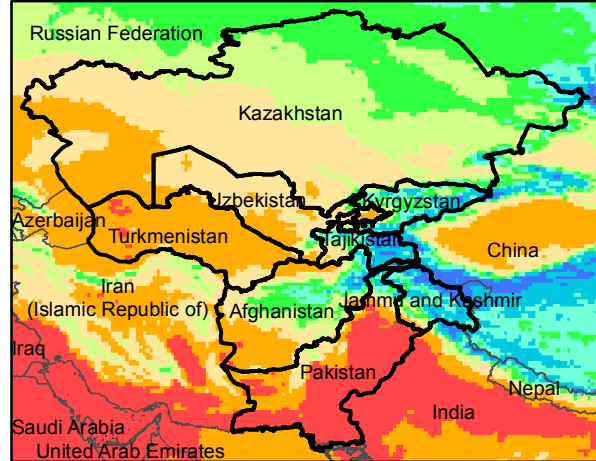 Russian Federation
Kazakhstan
Uzbekistan
Kyrgyzstan
Azerbaijan
Turkmenistan
Tajikistan
China
Iran
(Islamic Republic of)
Afghanistan
Jammu and Kashmir
Iraq
Pakistan
Nepal
India
Saudi Arabia
United Arab Emirates